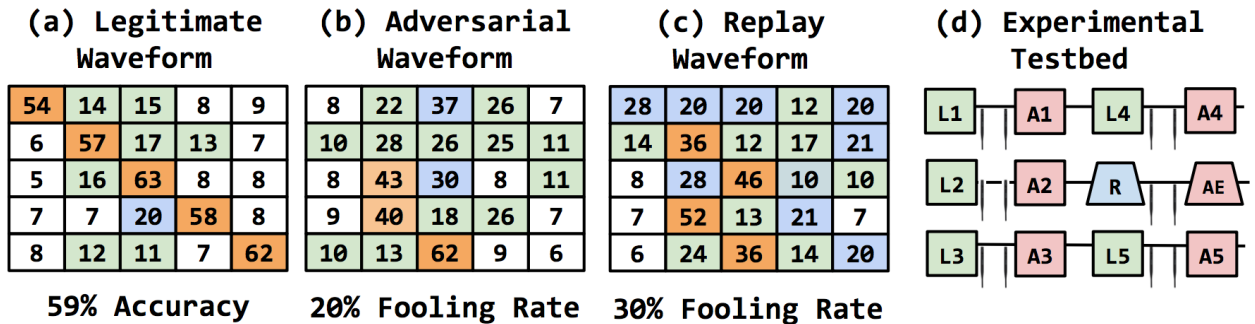 (a) Legitimate Waveform
54 14 15 8 9
6 57 17 13 7
5 16 63 8 8
7 7 20 58 8
8 12 11 7 62
59% Accuracy
(b) Adversarial Waveform
8 22 37 26 7
10 28 26 25 11
8 43 30 8 11
9 40 18 26 7
10 13 62 9 6
20% Fooling Rate
(c) Replay Waveform
28 20 20 12 20
14 36 12 17 21
8 28 46 10 10
7 52 13 21 7
6 24 36 14 20
30% Fooling Rate
(d) Experimental Testbed
L1 A1 L4 A4
L2 A2 R AE
L3 A3 L5 A5